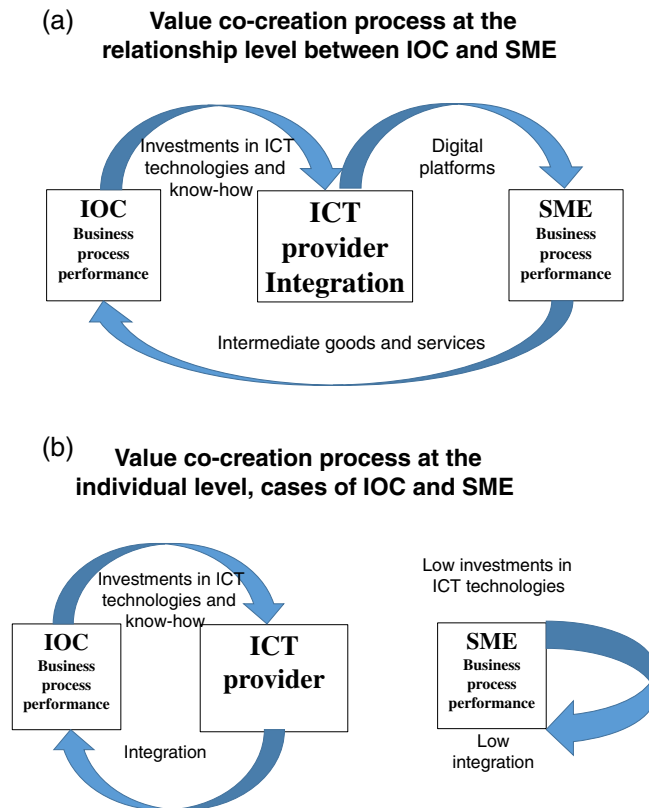 (a)
Value co-creation process at the
relationship level between IOC and SME
Investments in ICT
technologies and
know-how
Digital
platforms
IOC
Business
process
performance
ICT
provider
Integration
SME
Business
process
performance
Intermediate goods and services
(b)
Value co-creation process at the
individual level, cases of IOC and SME
Investments in ICT
technologies and
know-how
Low investments in
ICT technologies
IOC
Business
process
performance
ICT
provider
SME
Business
process
performance
Integration
Low
integration